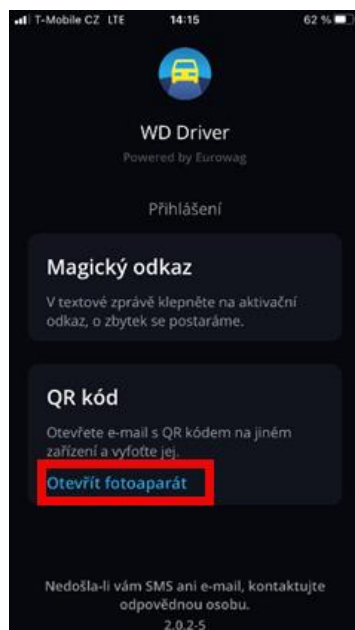 T-Mobile CZ LTE 14:15 62 %
WD Driver
Powered by Eurowag
Přihlášení
Magický odkaz
V textové zprávě klepněte na aktivační
odkaz, o zbytek se postaráme.
QR kód
Otevřete e-mail s QR kódem na jiném
zařízení a vyfoťte jej.
Otevřít fotoaparát
Nedošla-li vám SMS ani e-mail, kontaktujte
odpovědnou osobu.
2.0.2-5